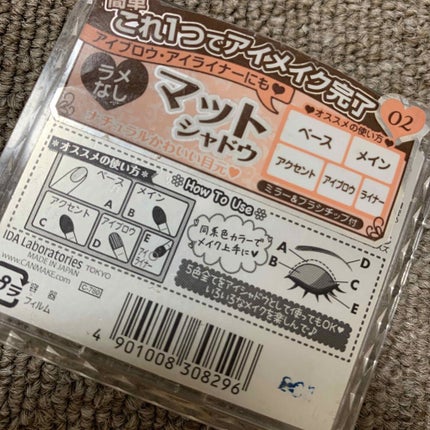 簡単
これ1つでアイメイク完了
アイブロウ・アイライナーにも
02
ラメ
なし
マット
シャドウ
ナチュラルかわいい目元
オススメの使い方
ベース
メイン
アクセント
アイブロウ
ライナー
ミラー&ブラシチップ付
*オススメの使い方*
ベース
メイン
A
B
アクセント
アイブロウ
C
D
E
アイライナー
How To Use
同系色カラーで
メイク上手に
A
B
C
D
E
5色全てをアイシャドウとして使ってもOK♥
いろいろなメイクを楽しんで♪
IDA Laboratories TOKYO
MADE IN JAPAN
www.CANMAKE.com
プラ
容器
フィルム
4 901008 308296